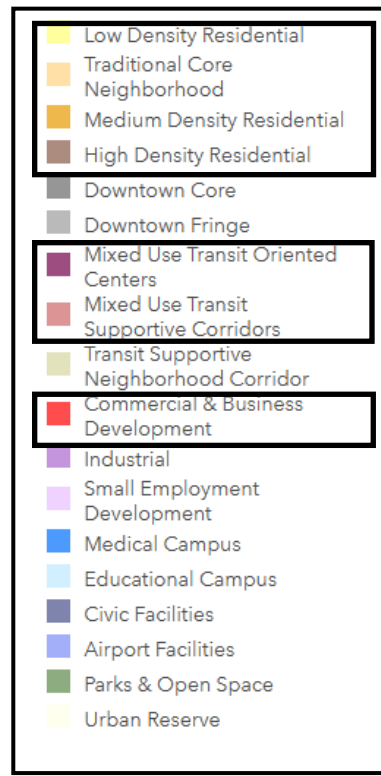 Low Density Residential
Traditional Core
Neighborhood
Medium Density Residential
High Density Residential
Downtown Core
Downtown Fringe
Mixed Use Transit Oriented
Centers
Mixed Use Transit
Supportive Corridors
Transit Supportive
Neighborhood Corridor
Commercial & Business
Development
Industrial
Small Employment
Development
Medical Campus
Educational Campus
Civic Facilities
Airport Facilities
Parks & Open Space
Urban Reserve